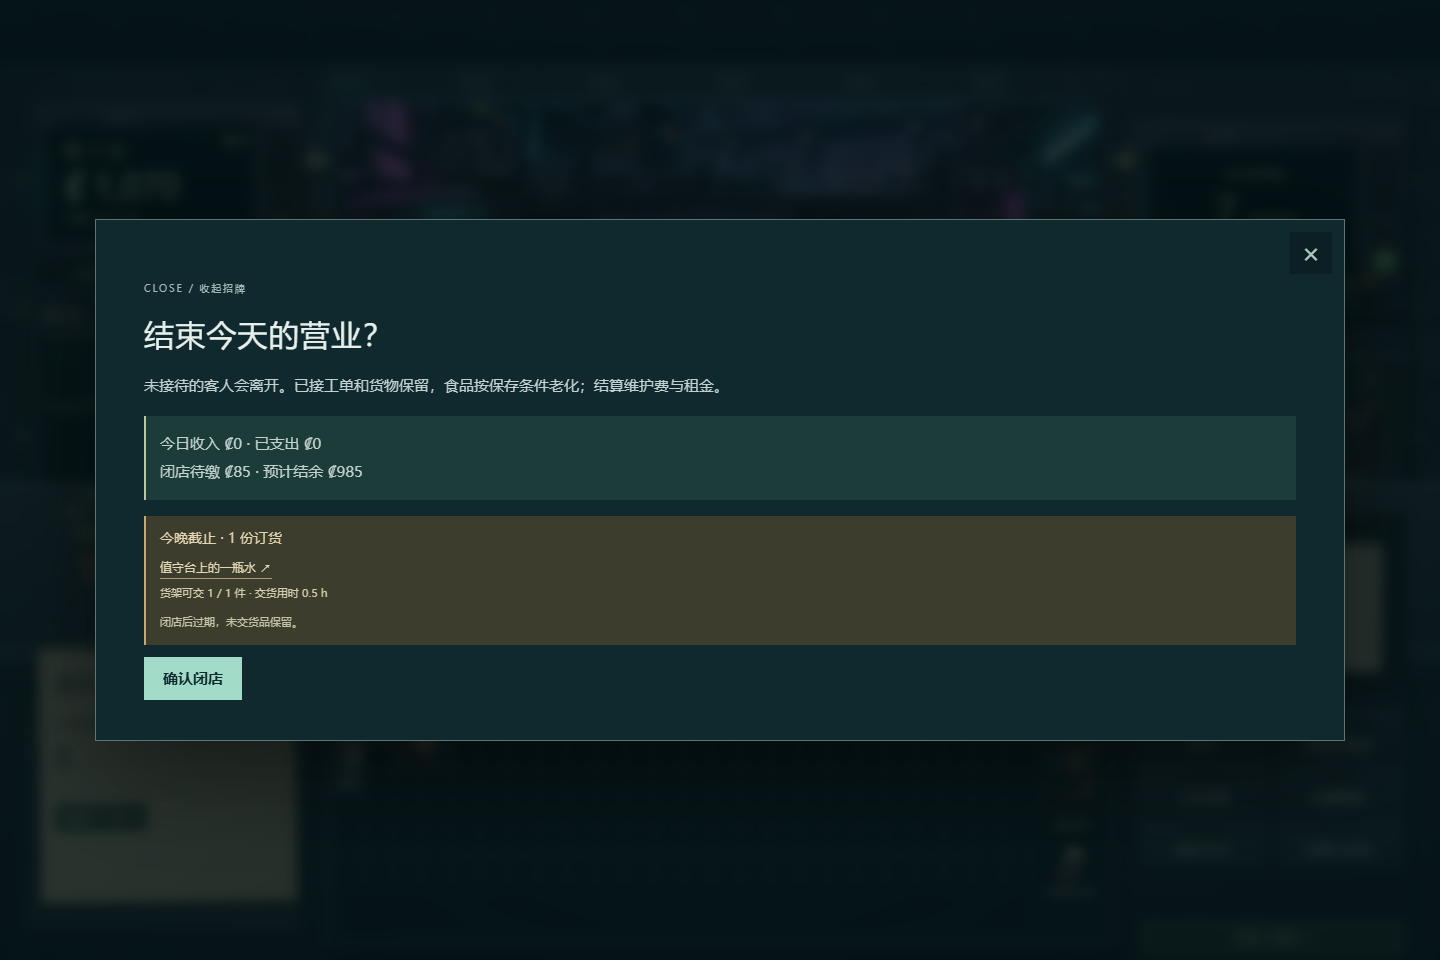 ₡ 1,070
CLOSE / 收起招牌
结束今天的营业？
未接待的客人会离开。已接工单和货物保留，食品按保存条件老化；结算维护费与租金。
今日收入 ₡0 · 已支出 ₡0
闭店待缴 ₡85 · 预计结余 ₡985
今晚截止 · 1 份订货
值守台上的一瓶水 ↗
货架可交 1 / 1 件 · 交货用时 0.5 h
闭店后过期，未交货品保留。
确认闭店